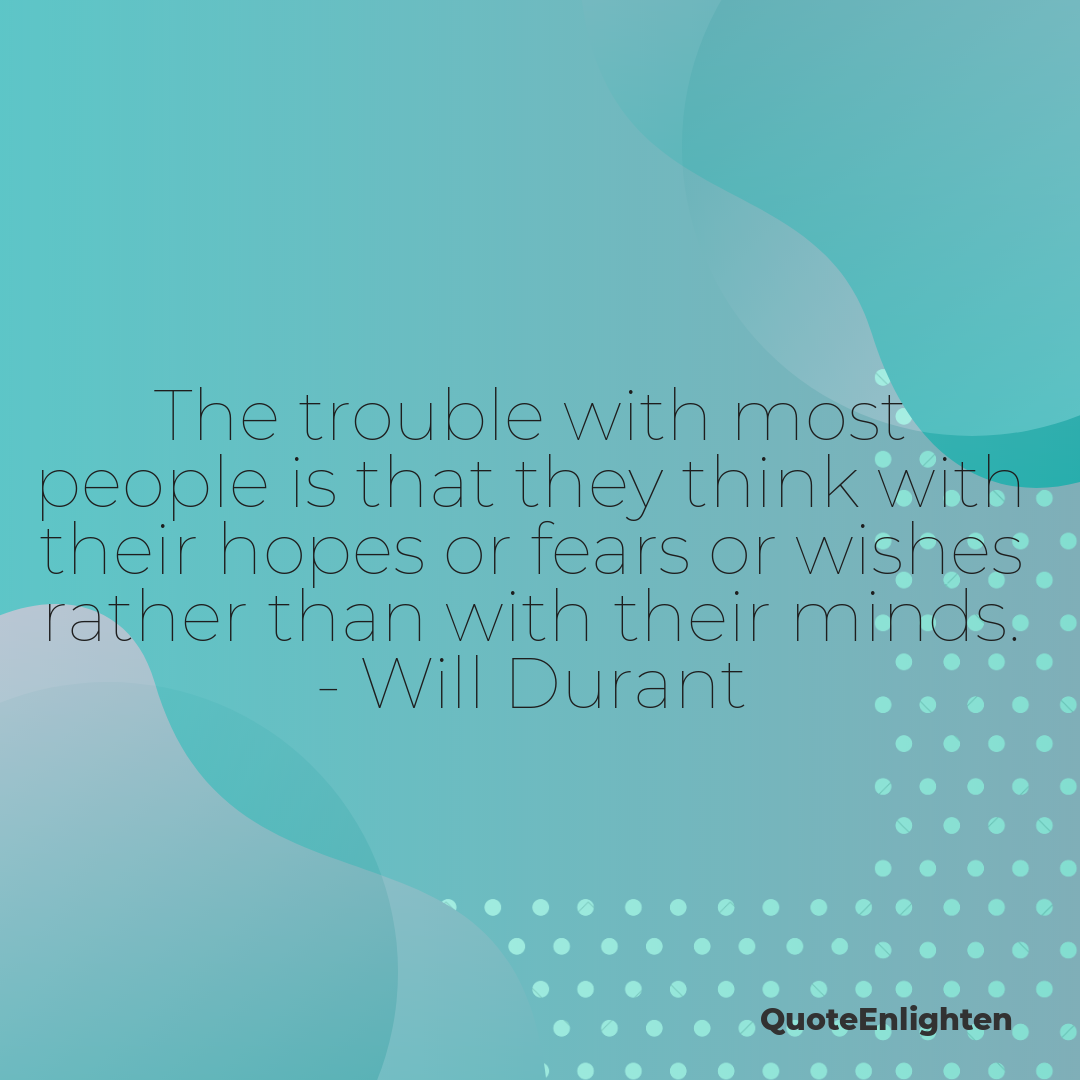 The trouble with most
people is that they think with
their hopes or fears or wishes
rather than with their minds.
- Will Durant
QuoteEnlighten